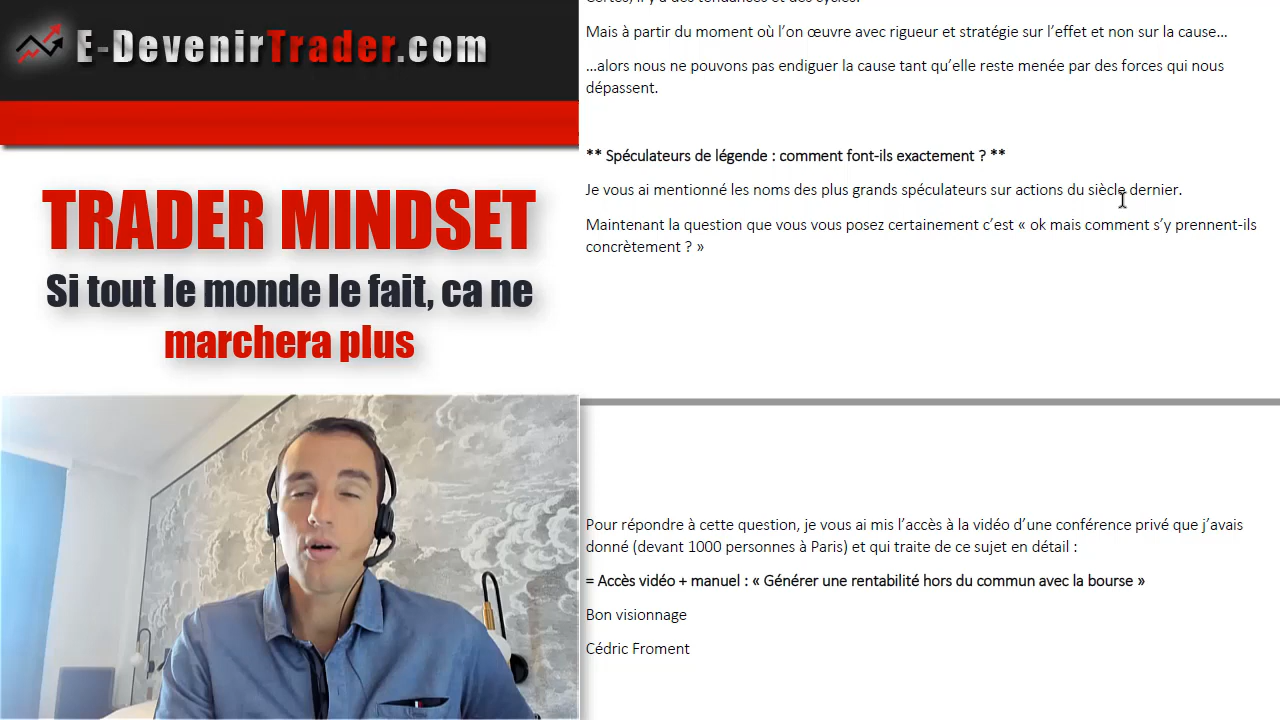 E-DevenirTrader.com
TRADER MINDSET
Si tout le monde le fait, ca ne
marchera plus
Mais à partir du moment où l’on œuvre avec rigueur et stratégie sur l’effet et non sur la cause…
…alors nous ne pouvons pas endiguer la cause tant qu’elle reste menée par des forces qui nous
dépassent.
** Spéculateurs de légende : comment font-ils exactement ? **
Je vous ai mentionné les noms des plus grands spéculateurs sur actions du siècle dernier.
Maintenant la question que vous vous posez certainement c’est « ok mais comment s’y prennent-ils
concrètement ? »
Pour répondre à cette question, je vous ai mis l’accès à la vidéo d’une conférence privé que j’avais
donné (devant 1000 personnes à Paris) et qui traite de ce sujet en détail :
= Accès vidéo + manuel : « Générer une rentabilité hors du commun avec la bourse »
Bon visionnage
Cédric Froment